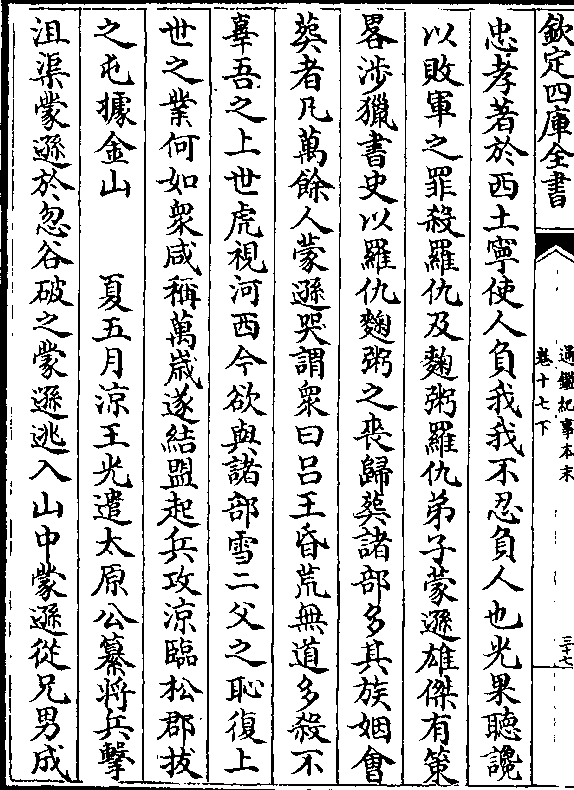 欽定四庫全書
通鑑紀事本末
卷十七下
三十七
忠孝著於西土寧使人負我我不忍負人也光果聽讒
以敗軍之罪殺羅仇及麴粥羅仇弟子蒙遜雄傑有策
畧涉獵書史以羅仇麴粥之喪歸葬諸部多其族姻會
葬者凡萬餘人蒙遜哭謂衆曰呂王昏荒無道多殺不
辜吾之上世虎視河西今欲與諸部雪二父之恥復上
世之業何如衆咸稱萬歲遂結盟起兵攻涼臨松郡拔
之屯據金山　　夏五月涼王光遣太原公纂將兵擊
沮渠蒙遜於忽谷破之蒙遜逃入山中蒙遜從兄男成